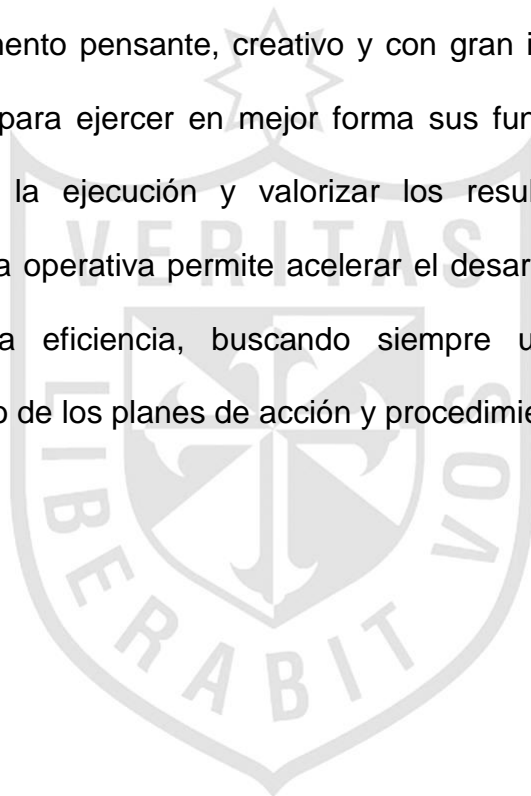 mento pensante, creativo y con gran i
para ejercer en mejor forma sus fun
la ejecución y valorizar los resul
a operativa permite acelerar el desar
a eficiencia, buscando siempre u
o de los planes de acción y procedimie
VERITAS
LIBERABIT VOS